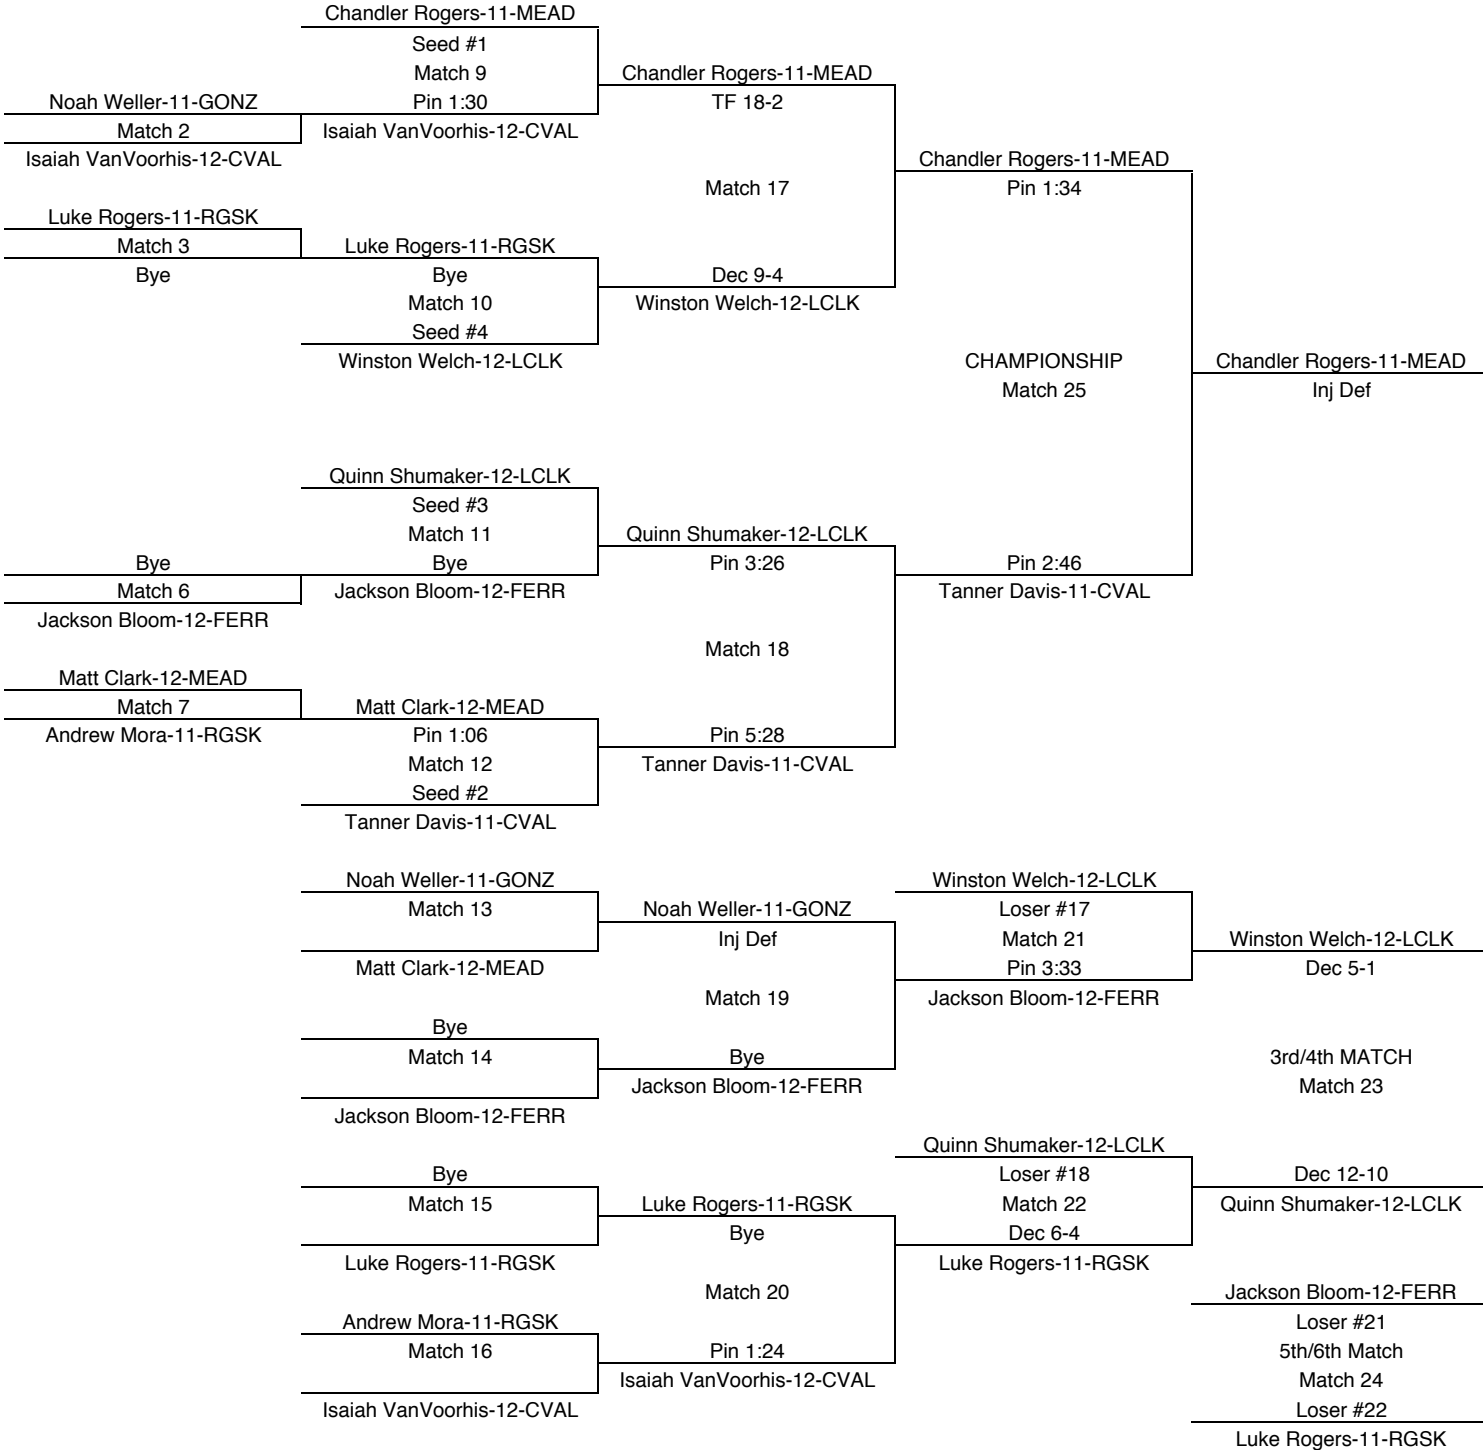 Chandler Rogers-11-MEAD
Seed #1
Match 9
Chandler Rogers-11-MEAD
Noah Weller-11-GONZ
Pin 1:30
TF 18-2
Match 2
Isaiah VanVoorhis-12-CVAL
Isaiah VanVoorhis-12-CVAL
Chandler Rogers-11-MEAD
Match 17
Pin 1:34
Luke Rogers-11-RGSK
Match 3
Luke Rogers-11-RGSK
Bye
Bye
Dec 9-4
Match 10
Winston Welch-12-LCLK
Seed #4
Winston Welch-12-LCLK
CHAMPIONSHIP
Chandler Rogers-11-MEAD
Match 25
Inj Def
Quinn Shumaker-12-LCLK
Seed #3
Match 11
Quinn Shumaker-12-LCLK
Bye
Bye
Pin 3:26
Pin 2:46
Match 6
Jackson Bloom-12-FERR
Tanner Davis-11-CVAL
Jackson Bloom-12-FERR
Match 18
Matt Clark-12-MEAD
Match 7
Matt Clark-12-MEAD
Andrew Mora-11-RGSK
Pin 1:06
Pin 5:28
Match 12
Tanner Davis-11-CVAL
Seed #2
Tanner Davis-11-CVAL
Noah Weller-11-GONZ
Winston Welch-12-LCLK
Match 13
Noah Weller-11-GONZ
Loser #17
Inj Def
Match 21
Winston Welch-12-LCLK
Matt Clark-12-MEAD
Pin 3:33
Dec 5-1
Match 19
Jackson Bloom-12-FERR
Bye
Match 14
Bye
3rd/4th MATCH
Jackson Bloom-12-FERR
Match 23
Jackson Bloom-12-FERR
Quinn Shumaker-12-LCLK
Bye
Loser #18
Dec 12-10
Match 15
Luke Rogers-11-RGSK
Match 22
Quinn Shumaker-12-LCLK
Bye
Dec 6-4
Luke Rogers-11-RGSK
Luke Rogers-11-RGSK
Match 20
Jackson Bloom-12-FERR
Andrew Mora-11-RGSK
Loser #21
Match 16
Pin 1:24
5th/6th Match
Isaiah VanVoorhis-12-CVAL
Match 24
Isaiah VanVoorhis-12-CVAL
Loser #22
Luke Rogers-11-RGSK